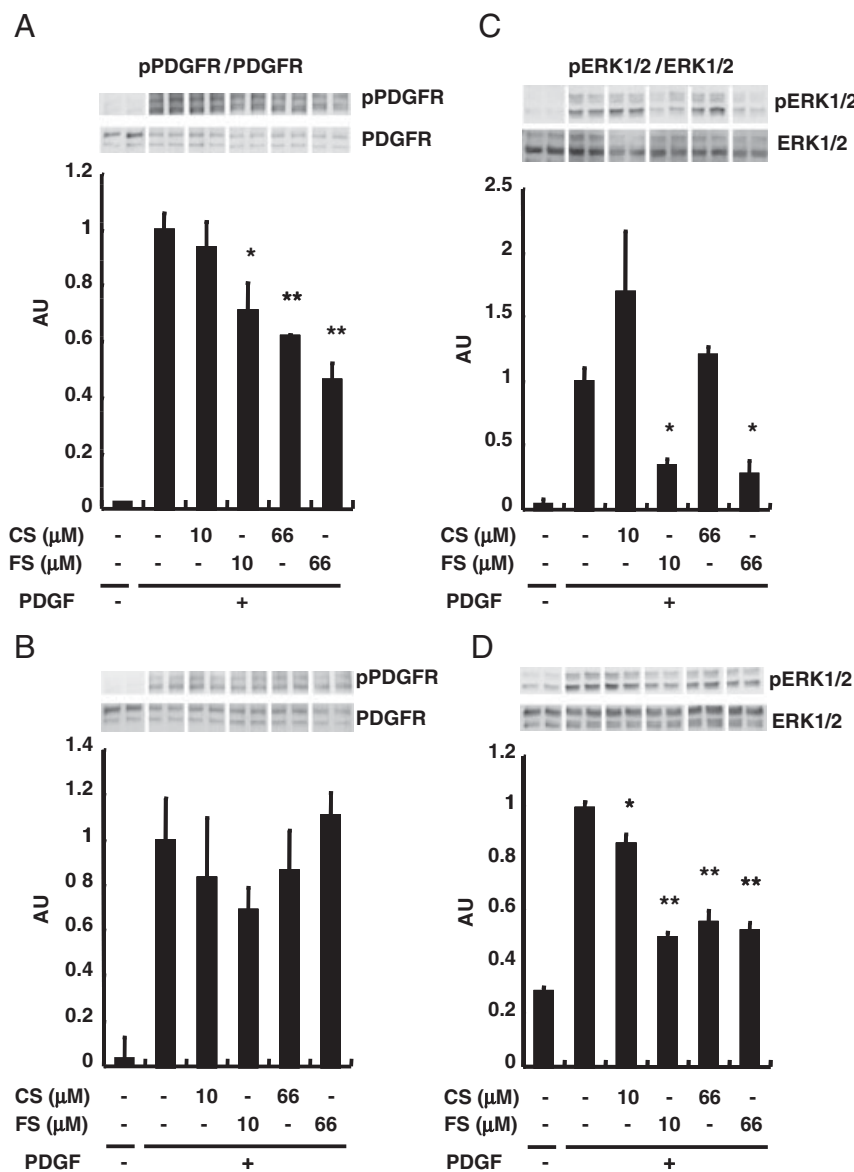 A
pPDGFR/PDGFR
pPDGFR
PDGFR
1.2
1
0.8
0.6
0.4
0.2
0
AU
*
**
**
CS (μM) - - 10 - 66 -
FS (μM) - - - 10 - 66
PDGF - +
C
pERK1/2/ERK1/2
pERK1/2
ERK1/2
2.5
2
1.5
1
0.5
0
AU
*
*
CS (μM) - - 10 - 66 -
FS (μM) - - - 10 - 66
PDGF - +
B
pPDGFR
PDGFR
1.4
1.2
1
0.8
0.6
0.4
0.2
0
AU
CS (μM) - - 10 - 66 -
FS (μM) - - - 10 - 66
PDGF - +
D
pERK1/2
ERK1/2
1.2
1
0.8
0.6
0.4
0.2
0
AU
*
**
**
**
CS (μM) - - 10 - 66 -
FS (μM) - - - 10 - 66
PDGF - +